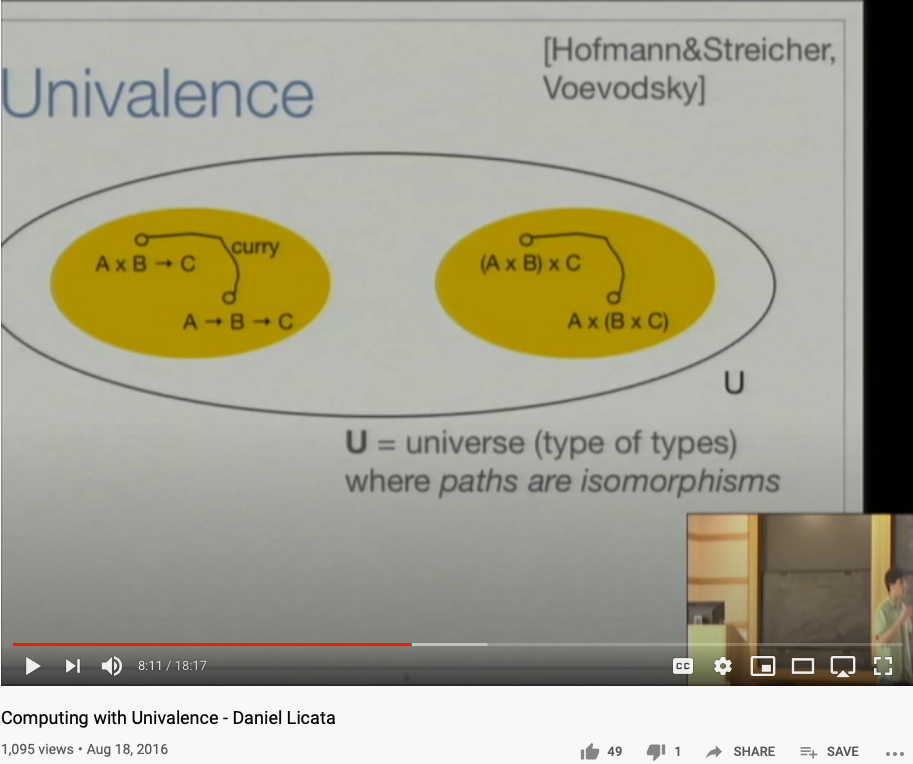 [Hofmann&Streicher,
Voevodsky]
Univalence
curry
A x B → C
A → B → C
(A x B) x C
A x (B x C)
U
U = universe (type of types)
where paths are isomorphisms
8:11 / 18:17
CC
Computing with Univalence - Daniel Licata
1,095 views • Aug 18, 2016
49
1
SHARE
SAVE